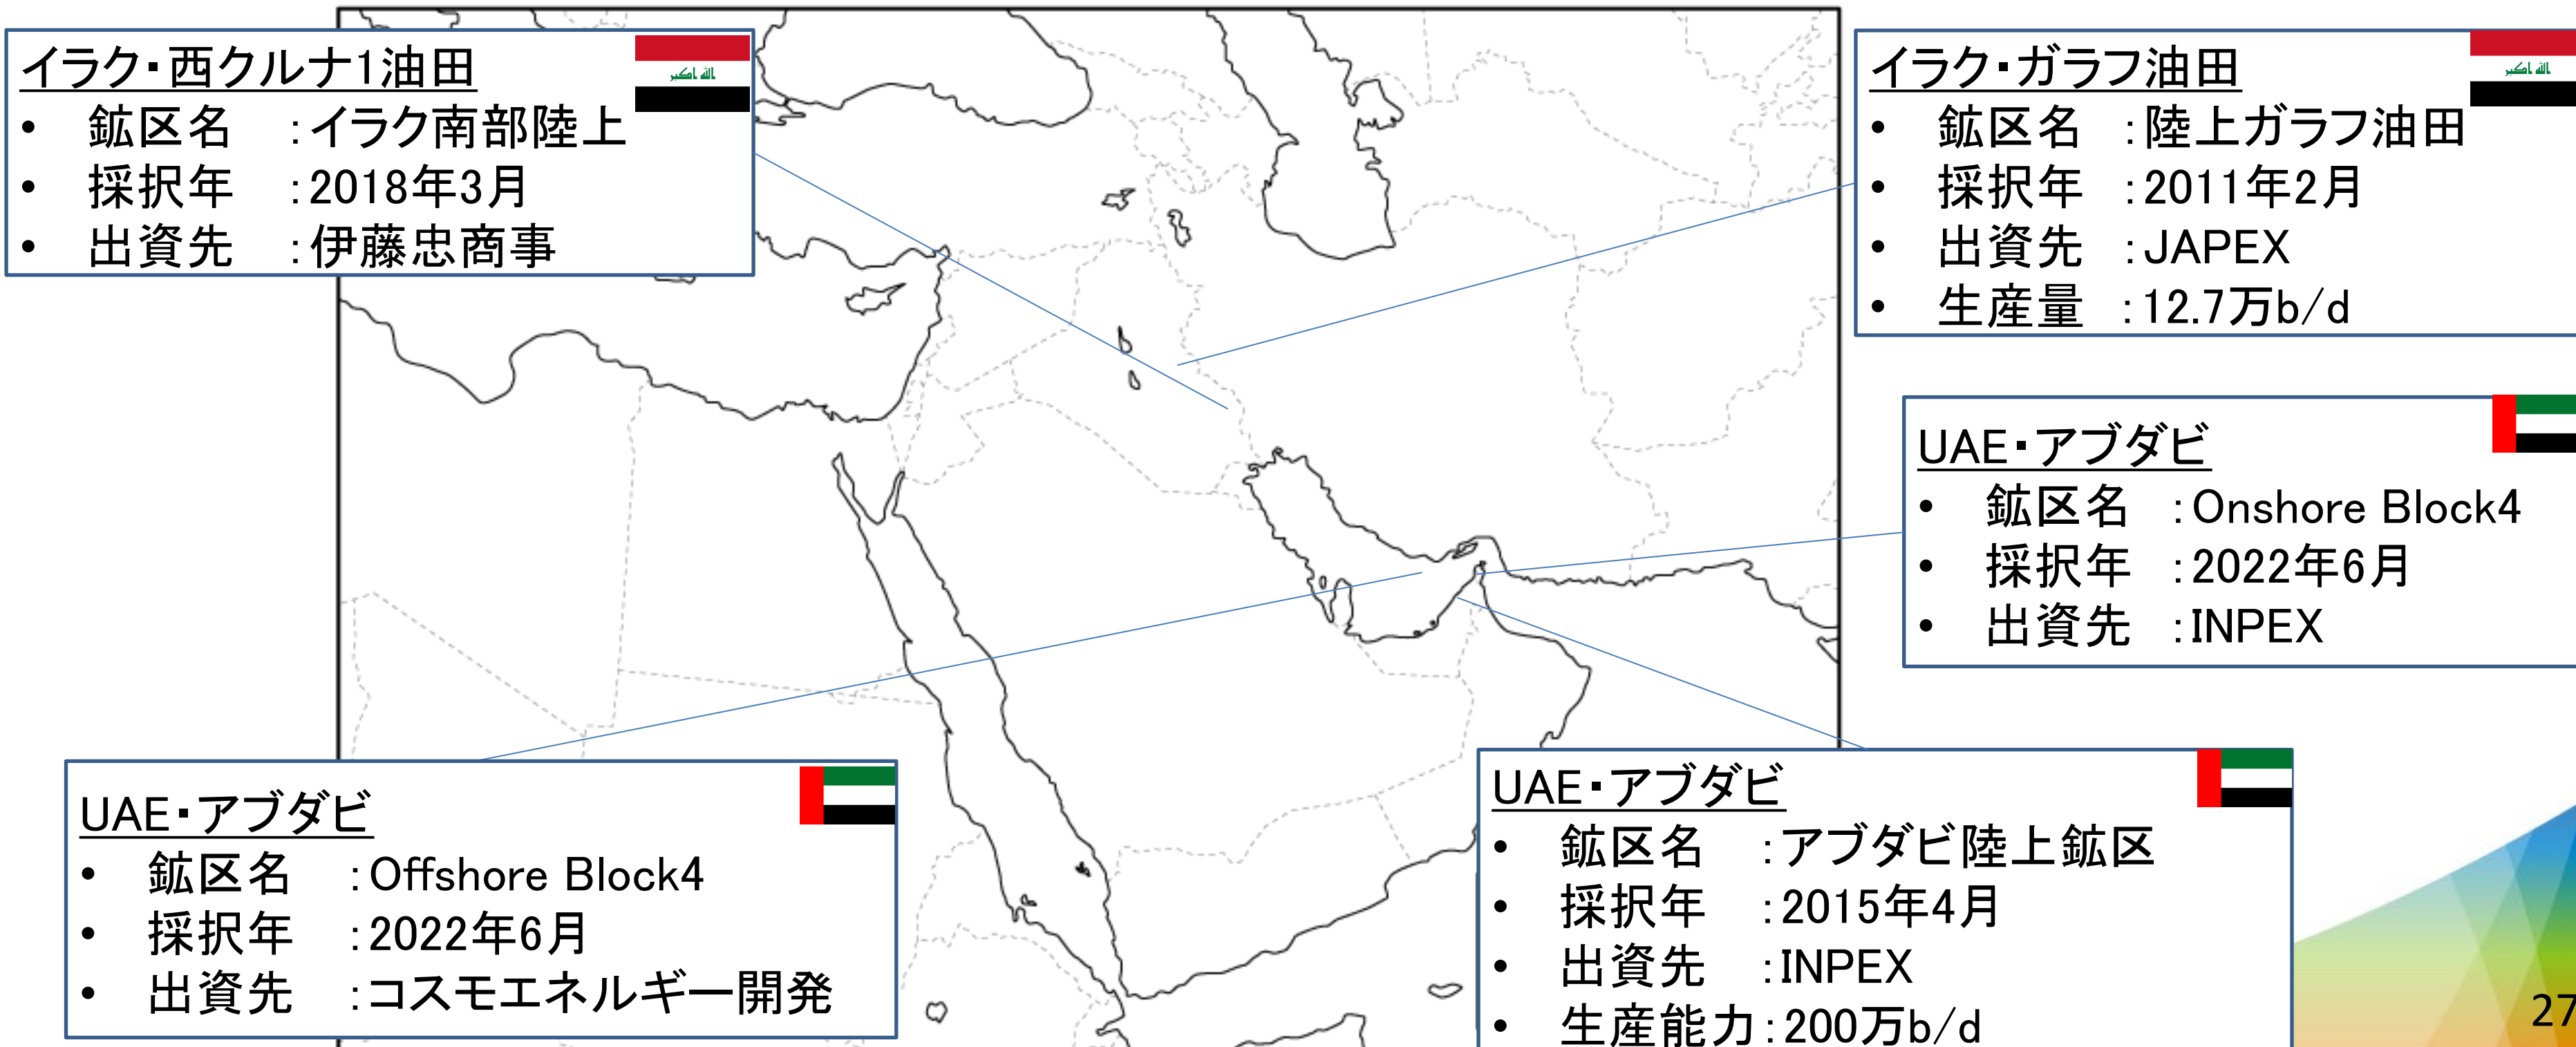 イラク・西クルナ1油田
الله اكبر
• 鉱区名 :イラク南部陸上
• 採択年 :2018年3月
• 出資先 :伊藤忠商事
イラク・ガラフ油田
الله اكبر
• 鉱区名 :陸上ガラフ油田
• 採択年 :2011年2月
• 出資先 :JAPEX
• 生産量 :12.7万b/d
UAE・アブダビ
• 鉱区名 :Onshore Block4
• 採択年 :2022年6月
• 出資先 :INPEX
UAE・アブダビ
• 鉱区名 :Offshore Block4
• 採択年 :2022年6月
• 出資先 :コスモエネルギー開発
UAE・アブダビ
• 鉱区名 :アブダビ陸上鉱区
• 採択年 :2015年4月
• 出資先 :INPEX
• 生産能力:200万b/d
27